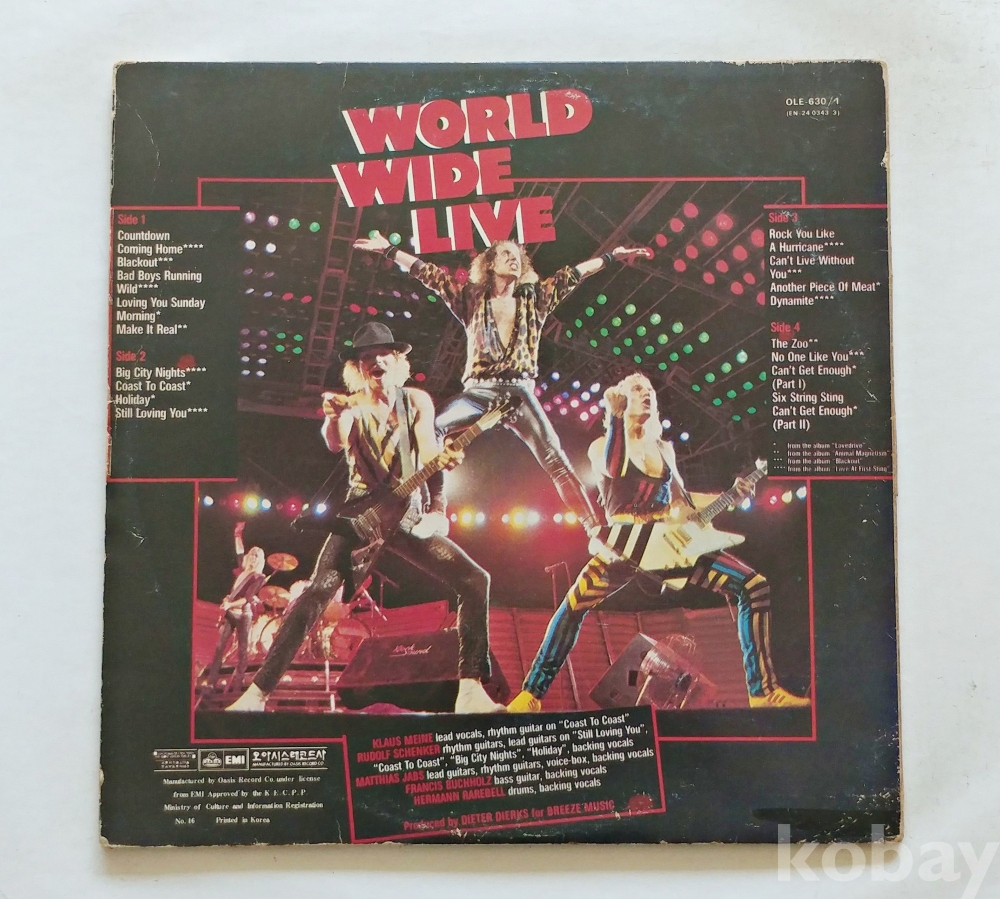 WORLD
WIDE
LIVE
OLE-630/1
(EN-24 0343 3)
Side 1
Countdown
Coming Home****
Blackout***
Bad Boys Running
Wild****
Loving You Sunday
Morning*
Make It Real**
Side 2
Big City Nights****
Coast To Coast*
Holiday*
Still Loving You****
Side 3
Rock You Like
A Hurricane****
Can't Live Without
You***
Another Piece Of Meat*
Dynamite****
Side 4
The Zoo**
No One Like You***
Can't Get Enough*
(Part I)
Six String Sting
Can't Get Enough*
(Part II)
* from the album "Lovedrive"
** from the album "Animal Magnetism"
*** from the album "Blackout"
**** from the album "Love At First Sting"
KLAUS MEINE lead vocals, rhythm guitar on "Coast To Coast"
RUDOLF SCHENKER rhythm guitars, lead guitars on "Still Loving You",
"Coast To Coast", "Big City Nights", "Holiday", backing vocals
MATTHIAS JABS lead guitars, rhythm guitars, voice-box, backing vocals
FRANCIS BUCHHOLZ bass guitar, backing vocals
HERMANN RAREBELL drums, backing vocals
Produced by DIETER DIERKS for BREEZE MUSIC
EMI
오아시스레코드사
MANUFACTURED BY OASIS RECORD CO.
Manufactured by Oasis Record Co. under license
from EMI Approved by the K. E. C. P. P
Ministry of Culture and Information Registration
No. 16 Printed in Korea
kobay